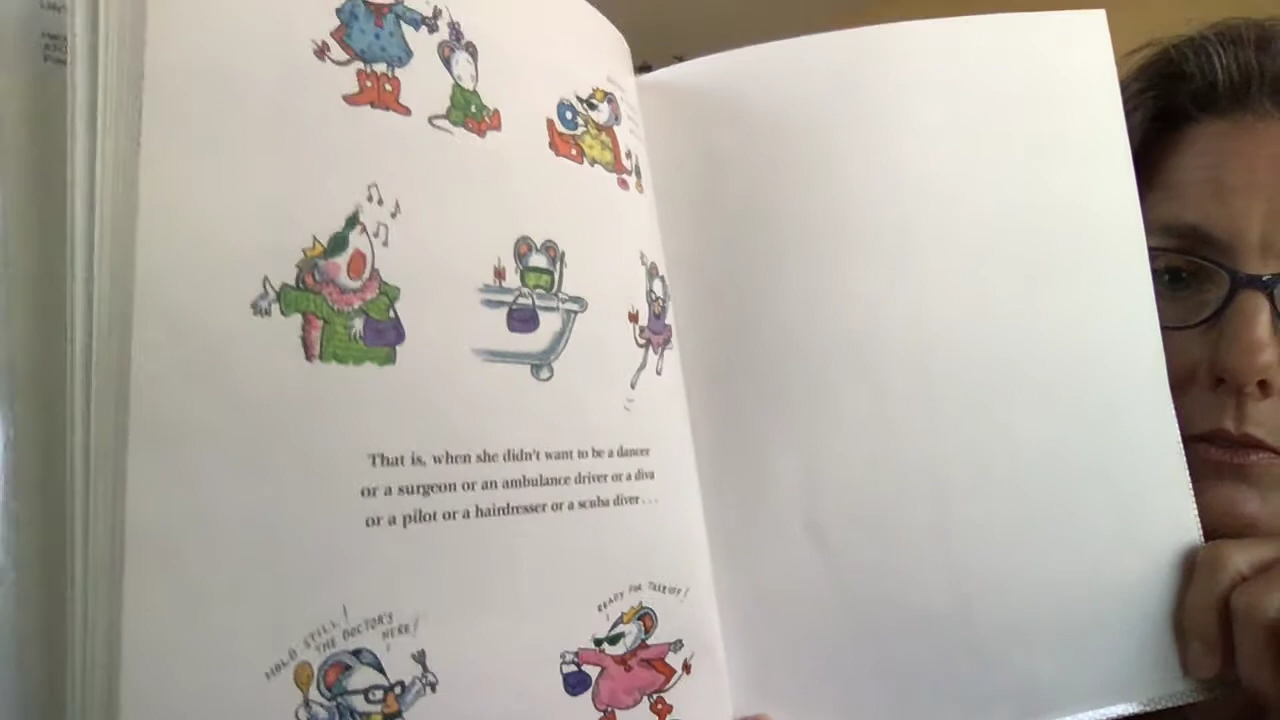 That is, when she didn't want to be a dancer
or a surgeon or an ambulance driver or a diva
or a pilot or a hairdresser or a scuba diver . . .
HOLD STILL!
THE DOCTOR'S
HERE!
READY FOR TAKEOFF!